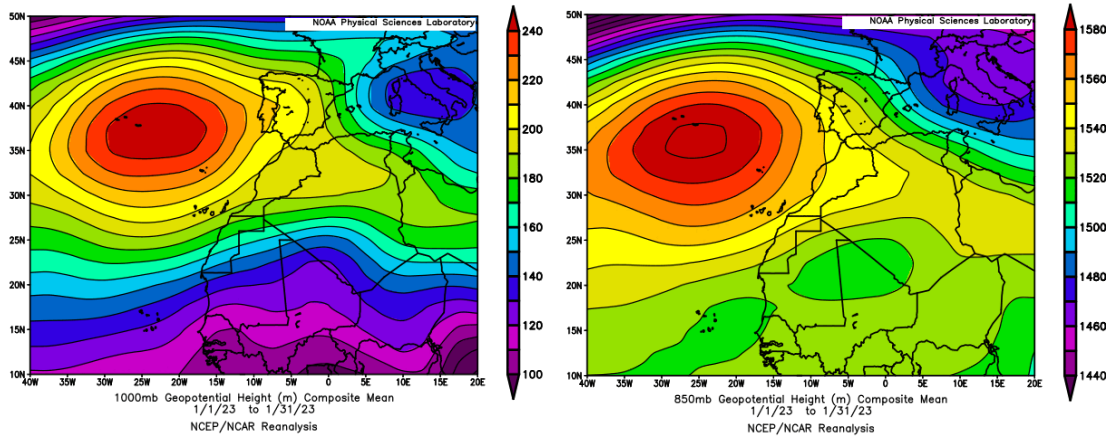 NOAA Physical Sciences Laboratory
50N
45N
40N
35N
30N
25N
20N
15N
10N
40W 35W 30W 25W 20W 15W 10W 5W 0 5E 10E 15E 20E
240
220
200
180
160
140
120
100
1000mb Geopotential Height (m) Composite Mean
1/1/23 to 1/31/23
NCEP/NCAR Reanalysis
NOAA Physical Sciences Laboratory
50N
45N
40N
35N
30N
25N
20N
15N
10N
40W 35W 30W 25W 20W 15W 10W 5W 0 5E 10E 15E 20E
1580
1560
1540
1520
1500
1480
1460
1440
850mb Geopotential Height (m) Composite Mean
1/1/23 to 1/31/23
NCEP/NCAR Reanalysis